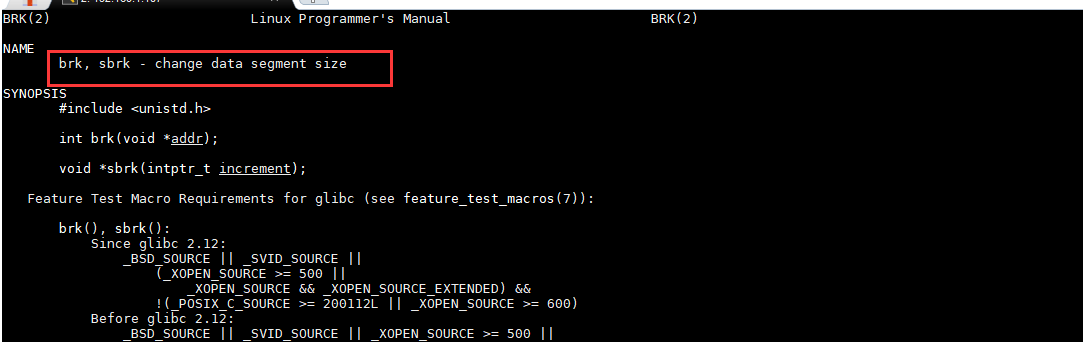 BRK(2)                         Linux Programmer's Manual                         BRK(2)
NAME
       brk, sbrk - change data segment size
SYNOPSIS
       #include <unistd.h>
       int brk(void *addr);
       void *sbrk(intptr_t increment);
   Feature Test Macro Requirements for glibc (see feature_test_macros(7)):
       brk(), sbrk():
           Since glibc 2.12:
               _BSD_SOURCE || _SVID_SOURCE ||
                   (_XOPEN_SOURCE >= 500 ||
                       _XOPEN_SOURCE && _XOPEN_SOURCE_EXTENDED) &&
                   !(_POSIX_C_SOURCE >= 200112L || _XOPEN_SOURCE >= 600)
           Before glibc 2.12:
               _BSD_SOURCE || _SVID_SOURCE || _XOPEN_SOURCE >= 500 ||